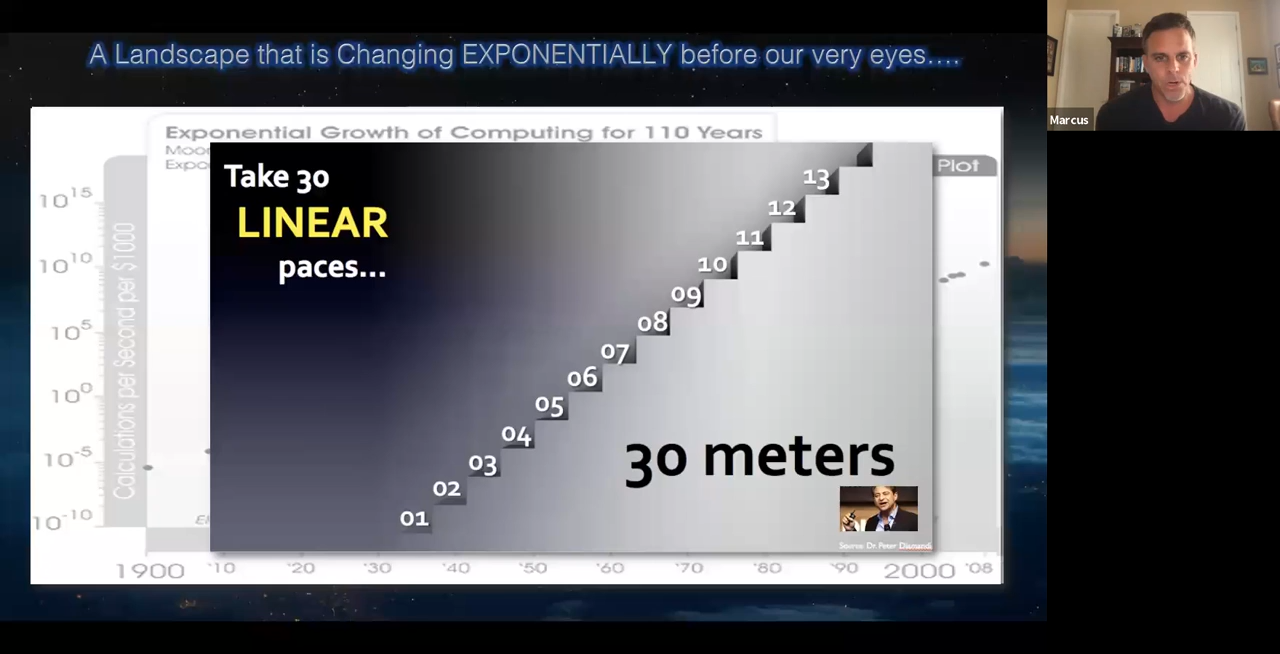 A Landscape that is Changing EXPONENTIALLY before our very eyes....
Marcus
Exponential Growth of Computing for 110 Years
Moo
Expo
Plot
Take 30
LINEAR
paces...
Calculations per Second per $1000
10^15
10^10
10^5
10^0
10^-5
10^-10
13
12
11
10
09
08
07
06
05
04
03
02
01
30 meters
Source: Dr. Peter Diamandis
El
1900
'10
'20
'30
'40
'50
'60
'70
'80
'90
2000
'08